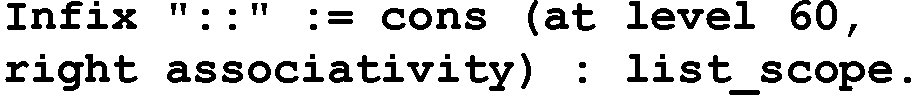 Infix "::" := cons (at level 60,
right associativity) : list_scope.